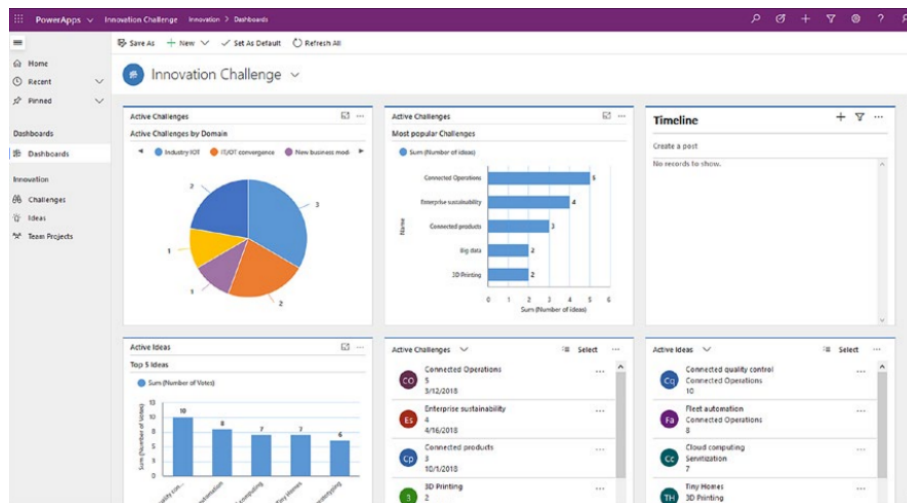 PowerApps Innovation Challenge Innovation > Dashboards
Save As New Set As Default Refresh All
Home
Recent
Pinned
Dashboards
Dashboards
Innovation
Challenges
Ideas
Team Projects
Innovation Challenge
Active Challenges
Active Challenges by Domain
Industry IOT IT/OT convergence New business mod
2
3
1
1
2
Active Challenges
Most popular Challenges
Sum (Number of ideas)
Name
Connected Operations 5
Enterprise sustainability 4
Connected products 3
Big data 2
3D Printing 2
0 1 2 3 4 5 6
Sum (Number of ideas)
Timeline
Create a post
No records to show.
Active Ideas
Top 5 ideas
Sum (Number of Votes)
Sum (Number of Votes)
10 8 7 7 6
Active Challenges Select
CO Connected Operations
5
3/12/2018
Es Enterprise sustainability
4
4/16/2018
Cp Connected products
3
10/1/2018
3 3D Printing
2
Active Ideas Select
Cq Connected quality control
Connected Operations
10
Fa Fleet automation
Connected Operations
8
Cc Cloud computing
Servitization
7
TH Tiny Homes
3D Printing